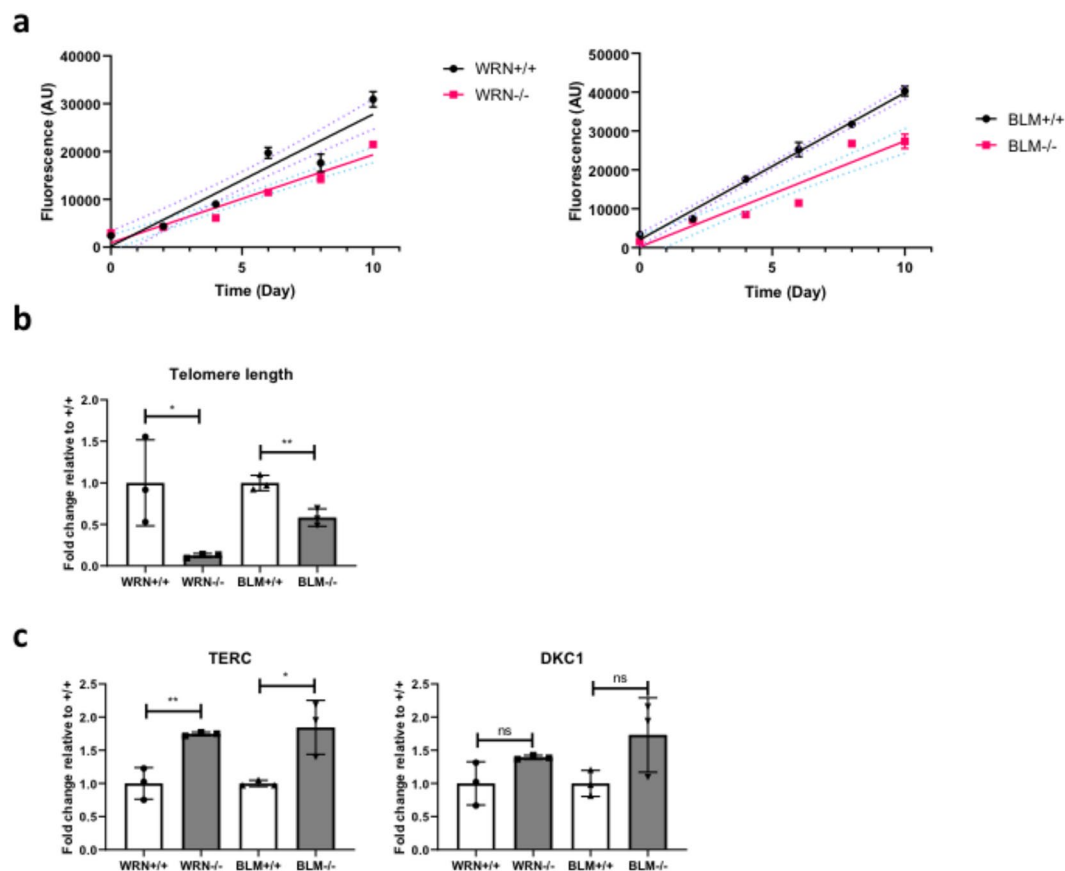 a
40000
30000
20000
10000
0
Fluorescence (AU)
0
5
10
Time (Day)
WRN+/+
WRN-/-
50000
40000
30000
20000
10000
0
Fluorescence (AU)
0
5
10
Time (Day)
BLM+/+
BLM-/-
b
Telomere length
2.0
1.5
1.0
0.5
0.0
Fold change relative to +/+
*
**
WRN+/+
WRN-/-
BLM+/+
BLM-/-
c
TERC
2.5
2.0
1.5
1.0
0.5
0.0
Fold change relative to +/+
**
*
WRN+/+
WRN-/-
BLM+/+
BLM-/-
DKC1
2.5
2.0
1.5
1.0
0.5
0.0
Fold change relative to +/+
ns
ns
WRN+/+
WRN-/-
BLM+/+
BLM-/-